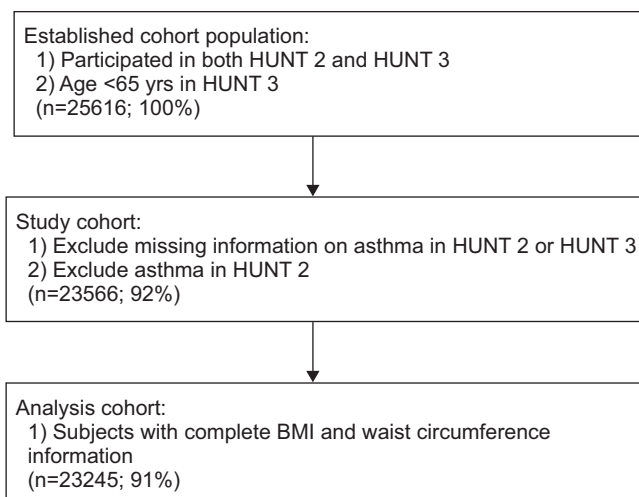 Established cohort population:
1) Participated in both HUNT 2 and HUNT 3
2) Age <65 yrs in HUNT 3
(n=25616; 100%)
Study cohort:
1) Exclude missing information on asthma in HUNT 2 or HUNT 3
2) Exclude asthma in HUNT 2
(n=23566; 92%)
Analysis cohort:
1) Subjects with complete BMI and waist circumference
information
(n=23245; 91%)